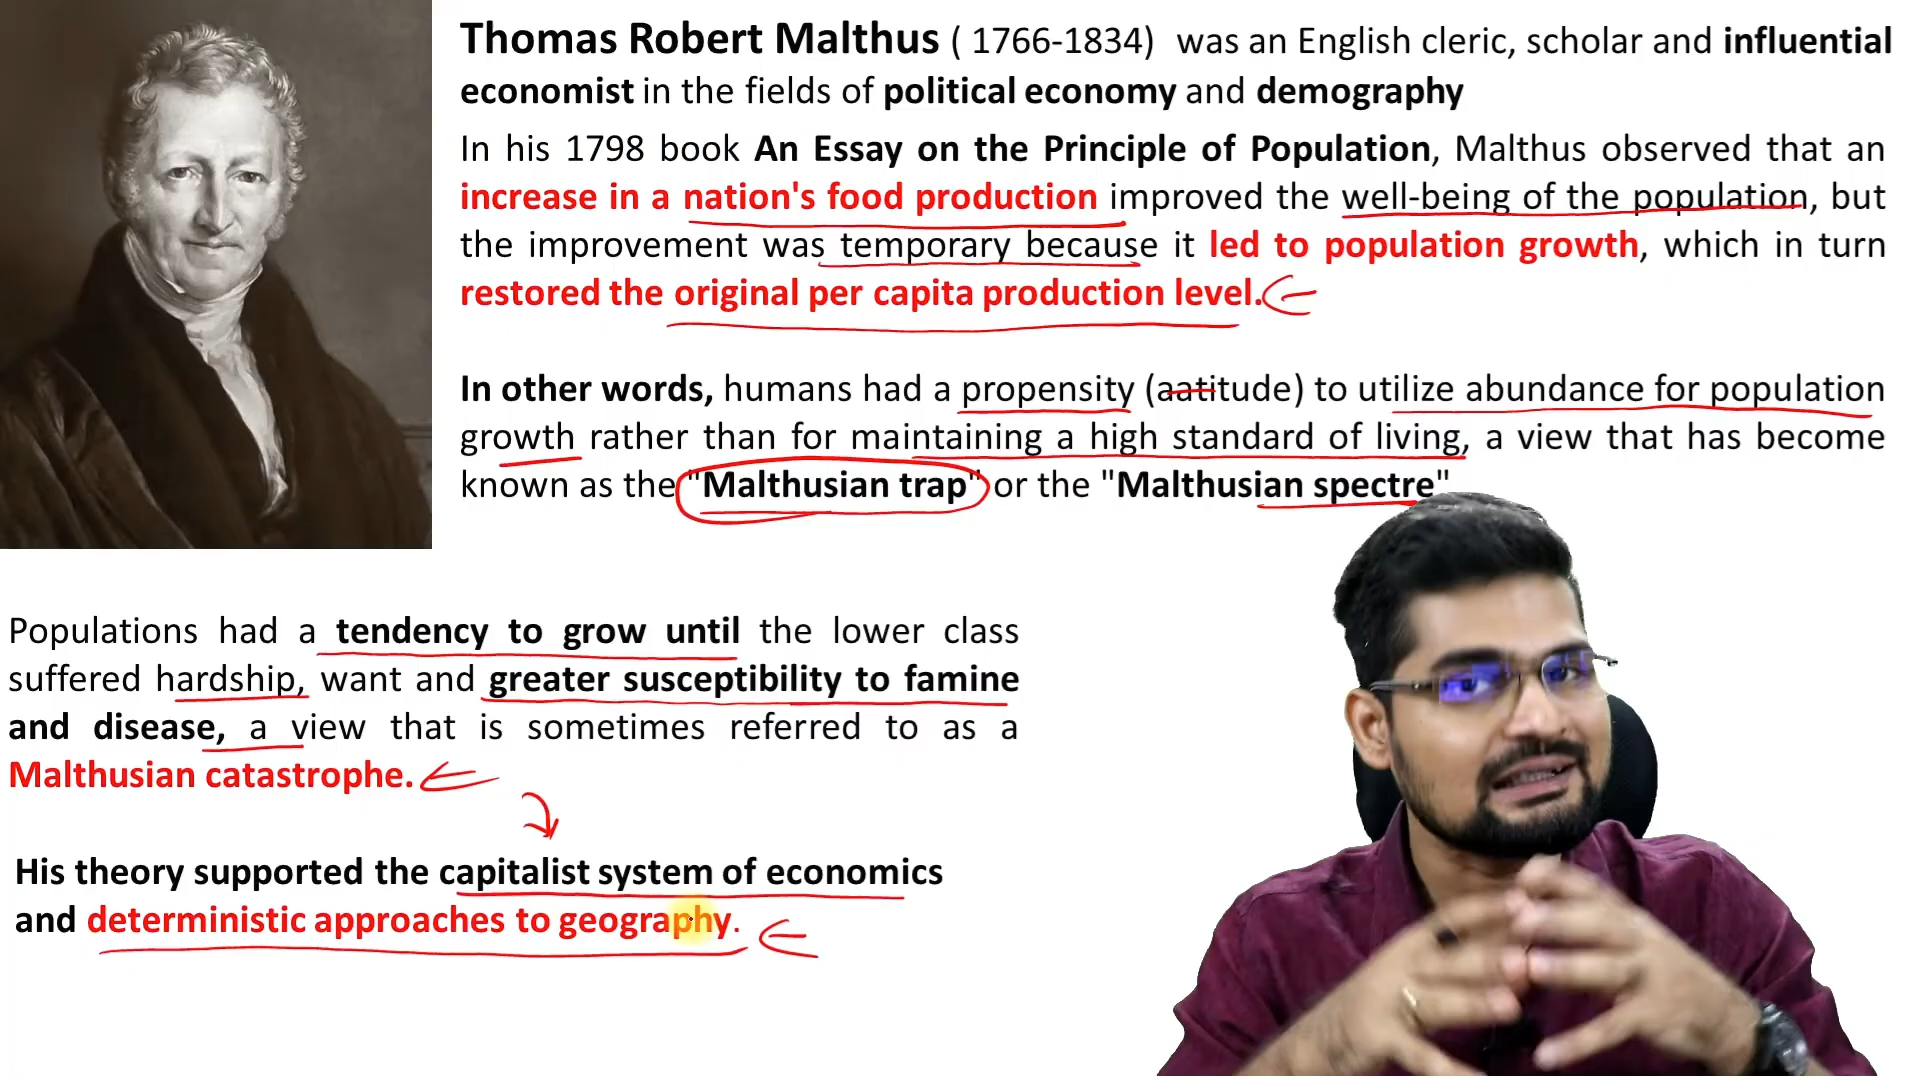 Thomas Robert Malthus ( 1766-1834) was an English cleric, scholar and influential
economist in the fields of political economy and demography
In his 1798 book An Essay on the Principle of Population, Malthus observed that an
increase in a nation's food production improved the well-being of the population, but
the improvement was temporary because it led to population growth, which in turn
restored the original per capita production level.
In other words, humans had a propensity (aatitude) to utilize abundance for population
growth rather than for maintaining a high standard of living, a view that has become
known as the "Malthusian trap" or the "Malthusian spectre"
Populations had a tendency to grow until the lower class
suffered hardship, want and greater susceptibility to famine
and disease, a view that is sometimes referred to as a
Malthusian catastrophe.
His theory supported the capitalist system of economics
and deterministic approaches to geography.